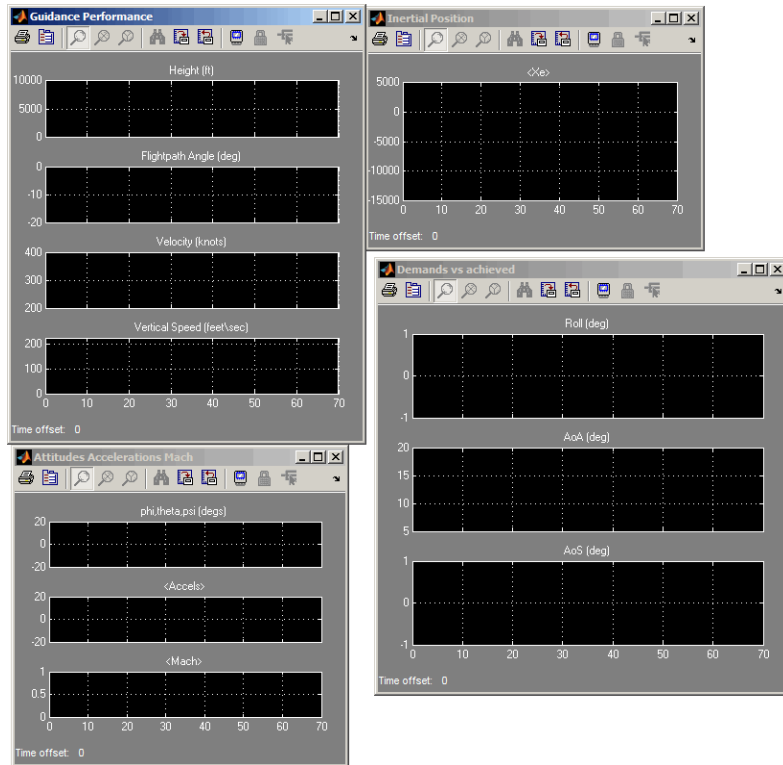 Guidance Performance
Height (ft)
10000
5000
0
Flightpath Angle (deg)
0
-10
-20
Velocity (knots)
400
300
200
Vertical Speed (feet\sec)
200
100
0
0 10 20 30 40 50 60 70
Time offset: 0
Inertial Position
<Xe>
5000
0
-5000
-10000
-15000
0 10 20 30 40 50 60 70
Time offset: 0
Demands vs achieved
Roll (deg)
1
0
-1
AoA (deg)
20
15
10
5
AoS (deg)
1
0
-1
0 10 20 30 40 50 60 70
Time offset: 0
Attitudes Accelerations Mach
phi,theta,psi (degs)
20
0
-20
<Accels>
20
0
-20
<Mach>
1
0.5
0
0 10 20 30 40 50 60 70
Time offset: 0